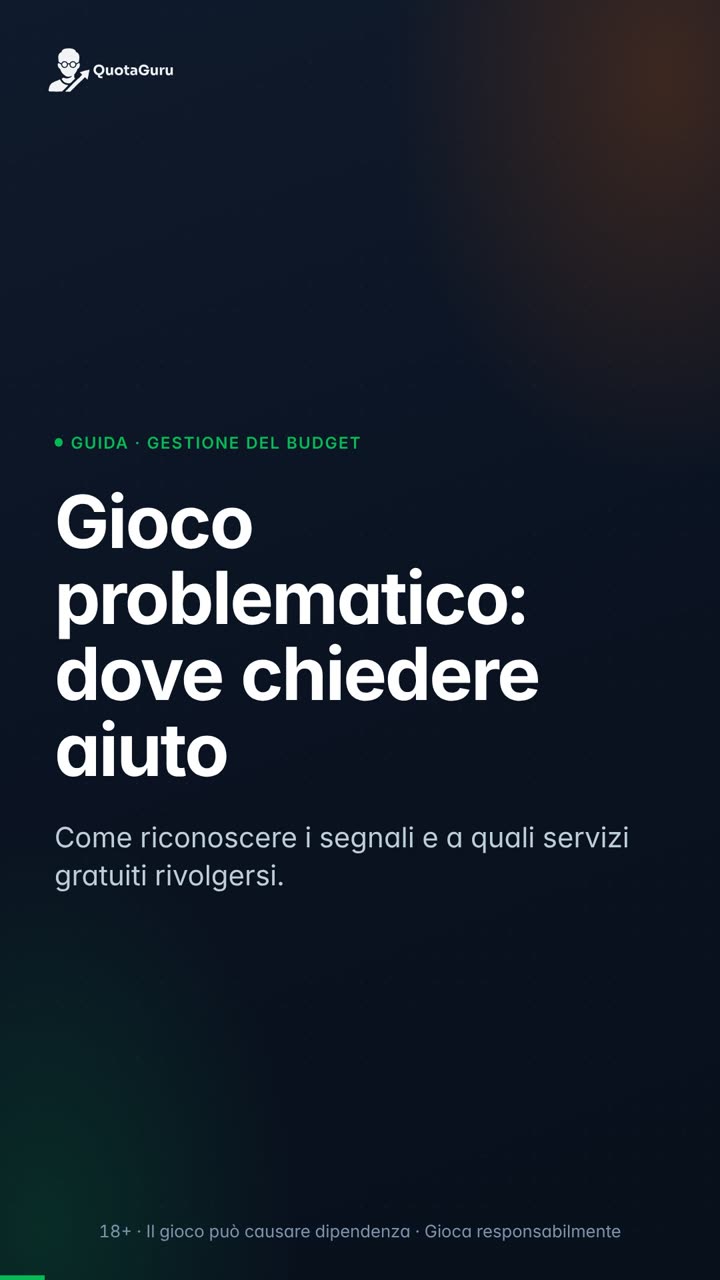 QuotaGuru
GUIDA · GESTIONE DEL BUDGET
Gioco
problematico:
dove chiedere
aiuto
Come riconoscere i segnali e a quali servizi
gratuiti rivolgersi.
18+ · Il gioco può causare dipendenza · Gioca responsabilmente